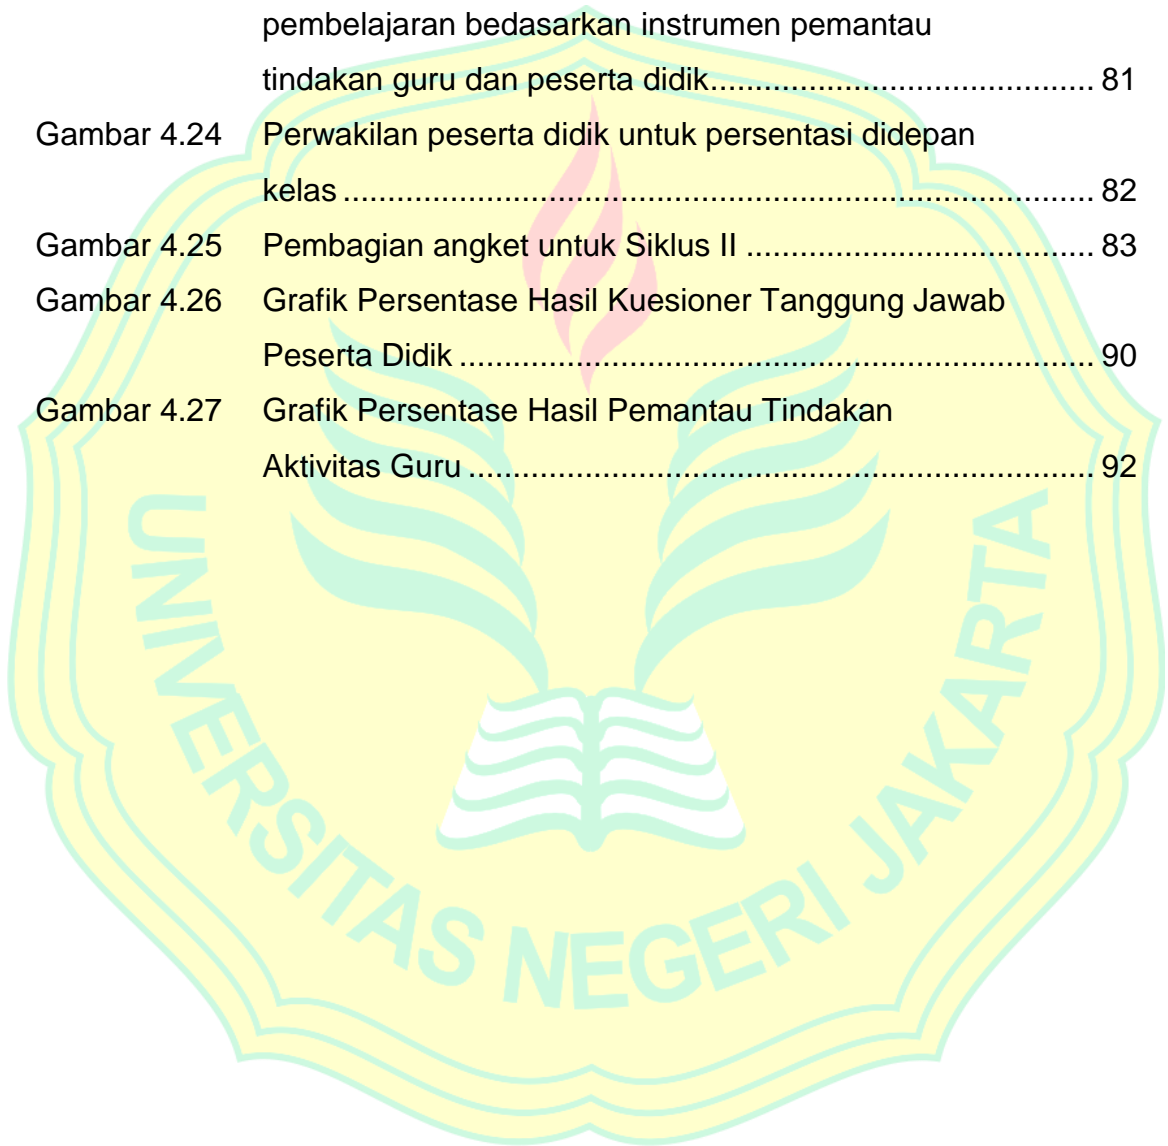 pembelajaran bedasarkan instrumen pemantau
tindakan guru dan peserta didik........................................... 81
Gambar 4.24 Perwakilan peserta didik untuk persentasi didepan
kelas .................................................................................... 82
Gambar 4.25 Pembagian angket untuk Siklus II ....................................... 83
Gambar 4.26 Grafik Persentase Hasil Kuesioner Tanggung Jawab
Peserta Didik ....................................................................... 90
Gambar 4.27 Grafik Persentase Hasil Pemantau Tindakan
Aktivitas Guru ...................................................................... 92
UNIVERSITAS NEGERI JAKARTA